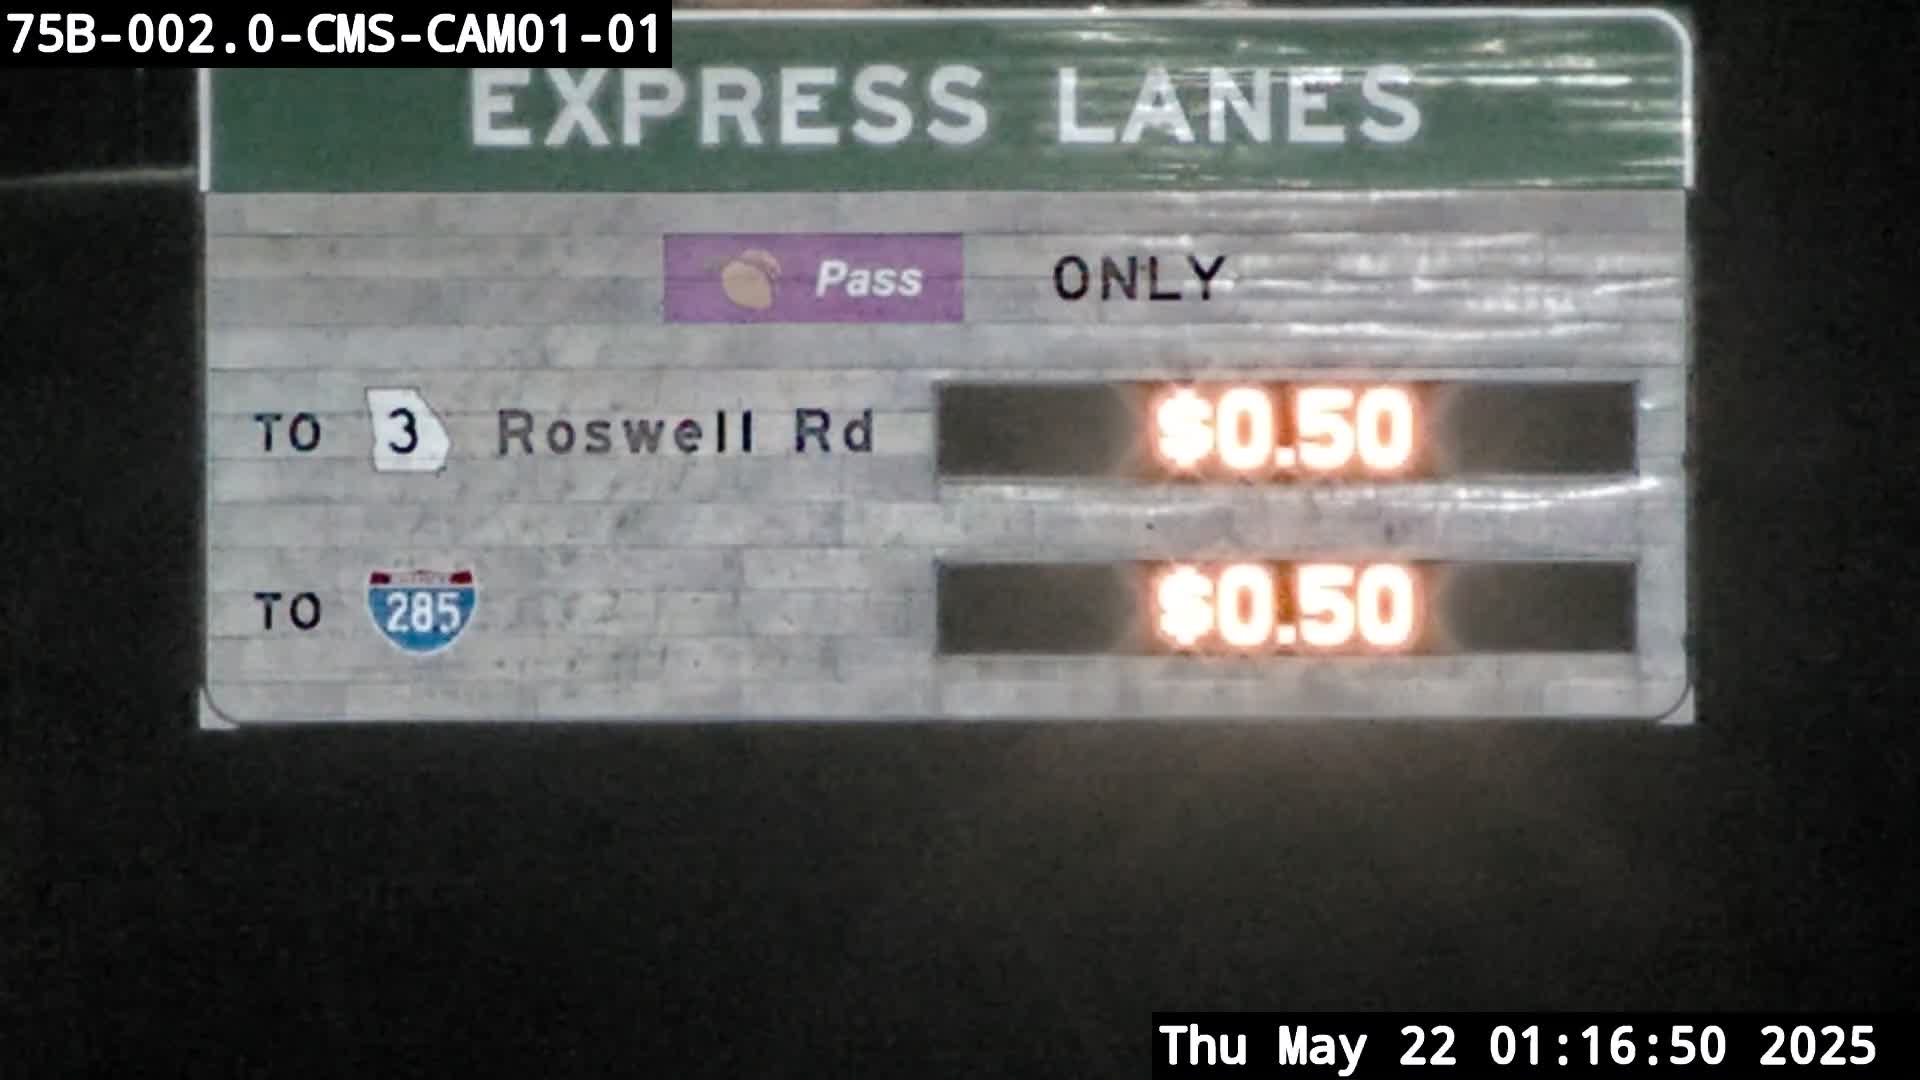 75B-002.0-CMS-CAM01-01
EXPRESS LANES
Pass ONLY
TO 3 Roswell Rd $0.50
TO 285 $0.50
Thu May 22 01:16:50 2025